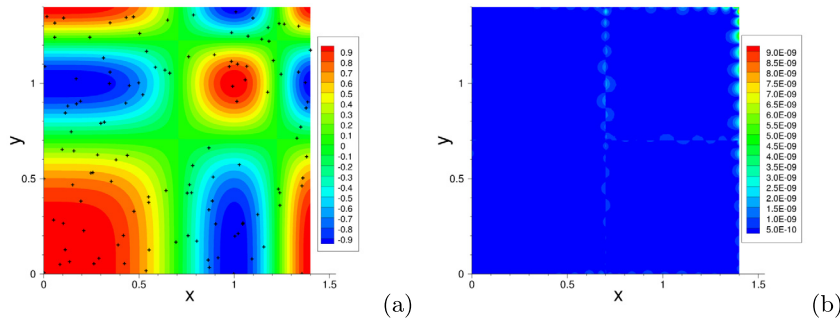 y
1
0.5
0
0
0.5
1
1.5
x
0.9
0.8
0.7
0.6
0.5
0.4
0.3
0.2
0.1
0
-0.1
-0.2
-0.3
-0.4
-0.5
-0.6
-0.7
-0.8
-0.9
(a)
y
1
0.5
0
0
0.5
1
1.5
x
9.0E-09
8.5E-09
8.0E-09
7.5E-09
7.0E-09
6.5E-09
6.0E-09
5.5E-09
5.0E-09
4.5E-09
4.0E-09
3.5E-09
3.0E-09
2.5E-09
2.0E-09
1.5E-09
1.0E-09
5.0E-10
(b)